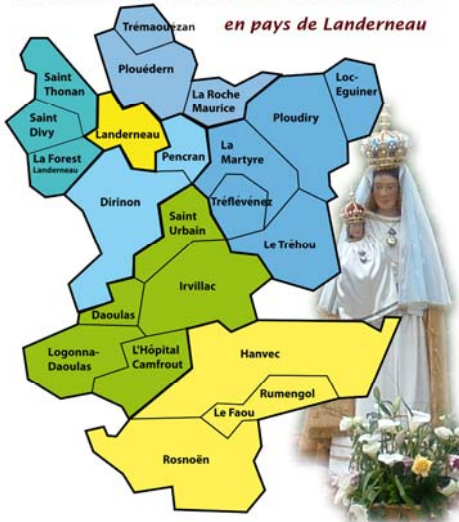 en pays de Landerneau
Trémaouézan
Plouédern
Loc-
Eguiner
Saint
Thonan
La Roche
Maurice
Ploudiry
Saint
Divy
Landerneau
La
Martyre
La Forest
Landerneau
Pencran
Dirinon
Tréflévénez
Saint
Urbain
Le Tréhou
Irvillac
Daoulas
Logonna-
Daoulas
L'Hôpital
Camfrout
Hanvec
Rumengol
Le Faou
Rosnoën